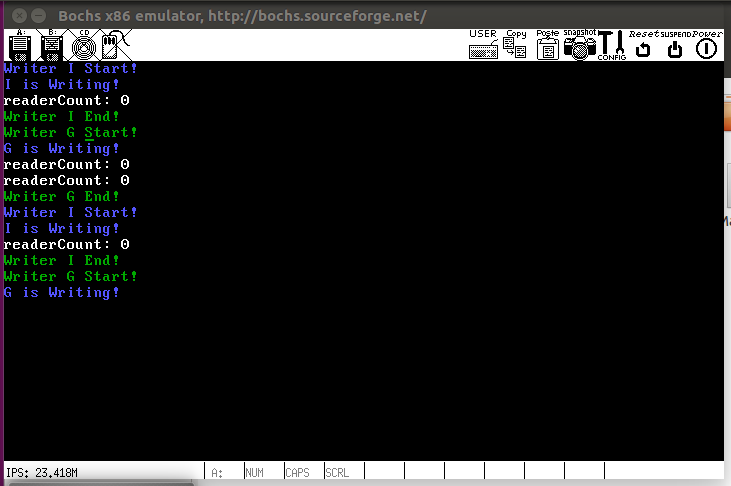 Bochs x86 emulator, http://bochs.sourceforge.net/
A: B: CD USER Copy Paste snapshot CONFIG Reset SUSPEND Power
Writer I Start!
I is Writing!
readerCount: 0
Writer I End!
Writer G Start!
G is Writing!
readerCount: 0
readerCount: 0
Writer G End!
Writer I Start!
I is Writing!
readerCount: 0
Writer I End!
Writer G Start!
G is Writing!
IPS: 23.418M A: NUM CAPS SCRL